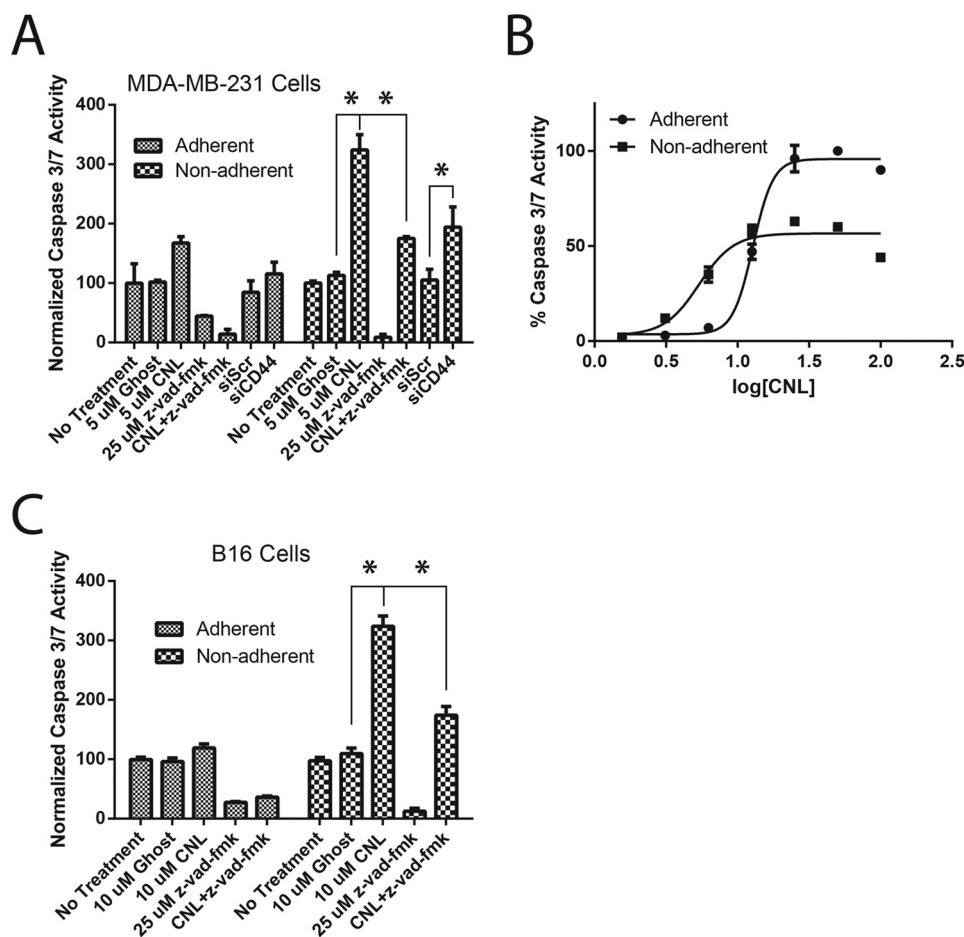 A
MDA-MB-231 Cells
Normalized Caspase 3/7 Activity
400
300
200
100
0
Adherent
Non-adherent
*
*
*
No Treatment
5 uM Ghost
5 uM CNL
25 uM z-vad-fmk
CNL+z-vad-fmk
siScr
siCD44
No Treatment
5 uM Ghost
5 uM CNL
25 uM z-vad-fmk
CNL+z-vad-fmk
siScr
siCD44
B
% Caspase 3/7 Activity
100
50
0
Adherent
Non-adherent
0.0
0.5
1.0
1.5
2.0
2.5
log[CNL]
C
B16 Cells
Normalized Caspase 3/7 Activity
400
300
200
100
0
Adherent
Non-adherent
*
*
No Treatment
10 uM Ghost
10 uM CNL
25 uM z-vad-fmk
CNL+z-vad-fmk
No Treatment
10 uM Ghost
10 uM CNL
25 uM z-vad-fmk
CNL+z-vad-fmk